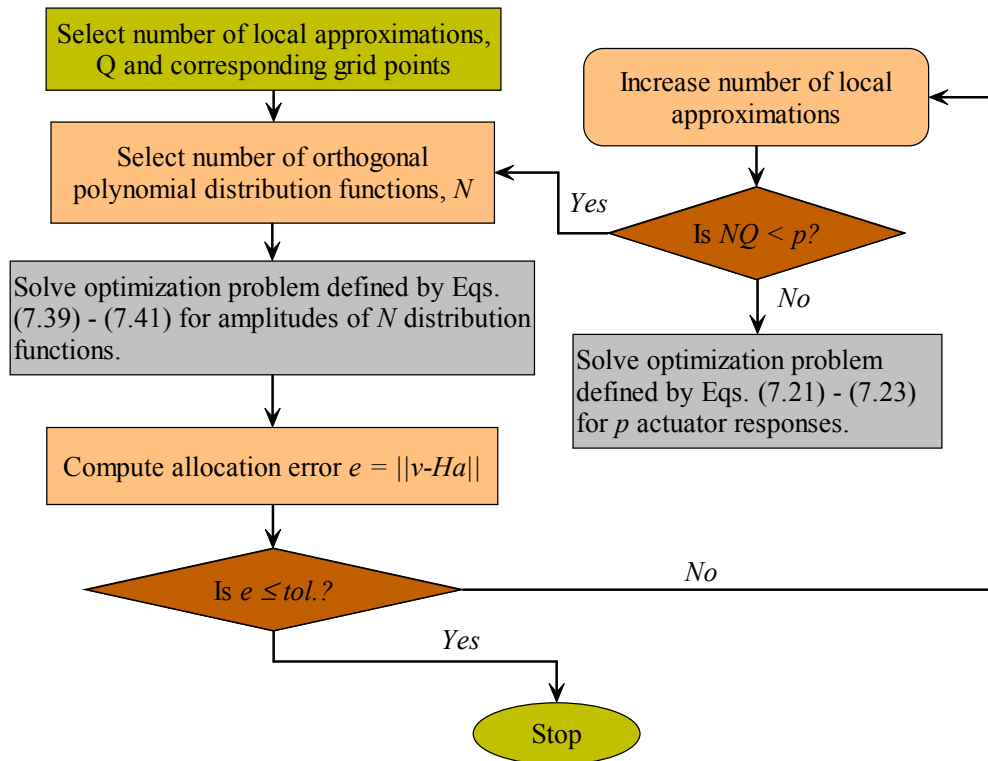 Select number of local approximations,
Q and corresponding grid points
Select number of orthogonal
polynomial distribution functions, N
Solve optimization problem defined by Eqs.
(7.39) - (7.41) for amplitudes of N distribution
functions.
Compute allocation error e = ||v-Ha||
Is e ≤ tol.?
Yes
Stop
No
Increase number of local
approximations
Is NQ < p?
Yes
No
Solve optimization problem
defined by Eqs. (7.21) - (7.23)
for p actuator responses.